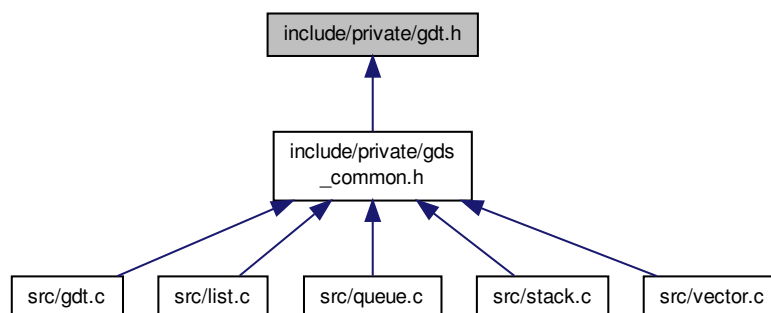 include/private/gdt.h
include/private/gds
_common.h
src/gdt.c
src/list.c
src/queue.c
src/stack.c
src/vector.c